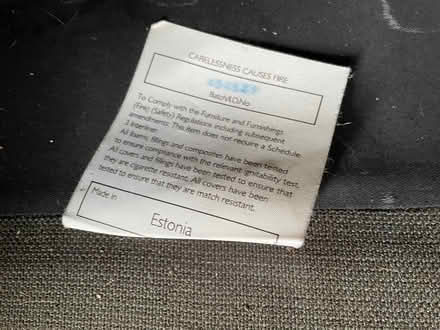 CARELESSNESS CAUSES FIRE
Batch/I.D.No
To Comply with the Furniture and Furnishings
(Fire) (Safety) Regulations including subsequent
amendments: This item does not require a Schedule
3 interliner.
All foams, fillings and composites have been tested
to ensure compliance with the relevant ignitability test.
All covers and fillings have been tested to ensure that
they are cigarette resistant. All covers have been
tested to ensure that they are match resistant.
Made in
Estonia